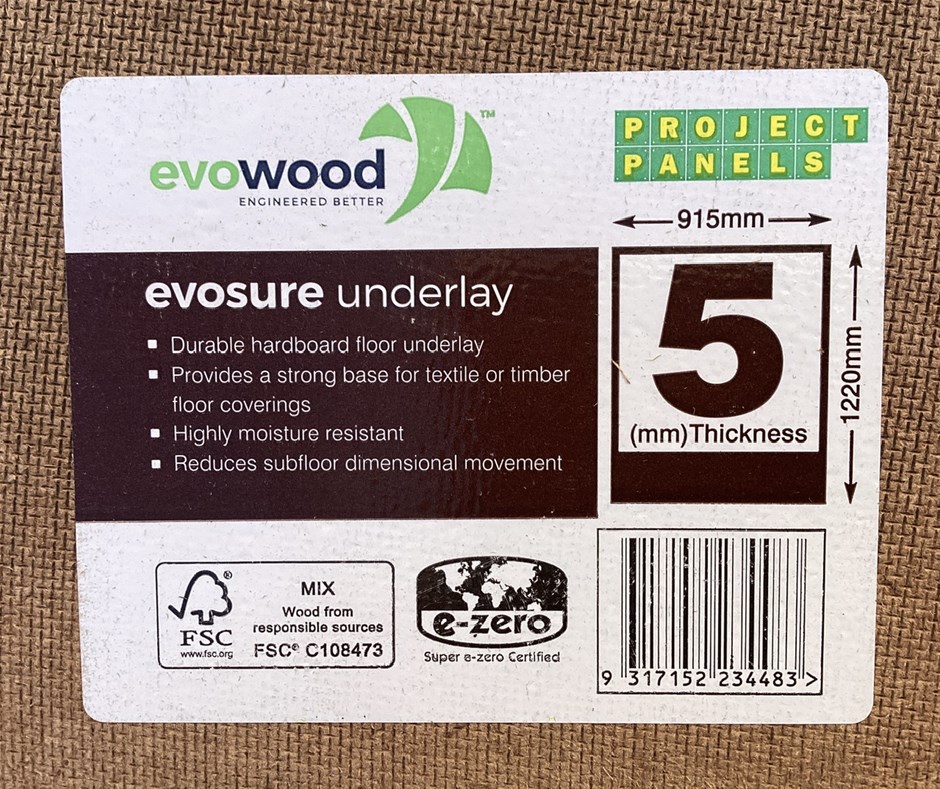 evowood™
ENGINEERED BETTER
PROJECT
PANELS
915mm
evosure underlay
▪ Durable hardboard floor underlay
▪ Provides a strong base for textile or timber
floor coverings
▪ Highly moisture resistant
▪ Reduces subfloor dimensional movement
5
(mm)Thickness
1220mm
FSC®
www.fsc.org
MIX
Wood from
responsible sources
FSC® C108473
e-zero
Super e-zero Certified
9 317152 234483 >